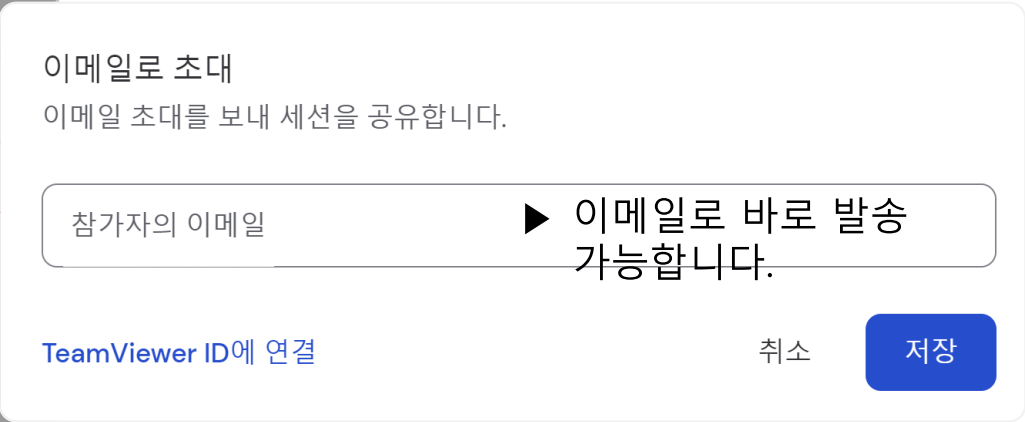 이메일로 초대
이메일 초대를 보내 세션을 공유합니다.
참가자의 이메일
▶ 이메일로 바로 발송
가능합니다.
TeamViewer ID에 연결
취소
저장